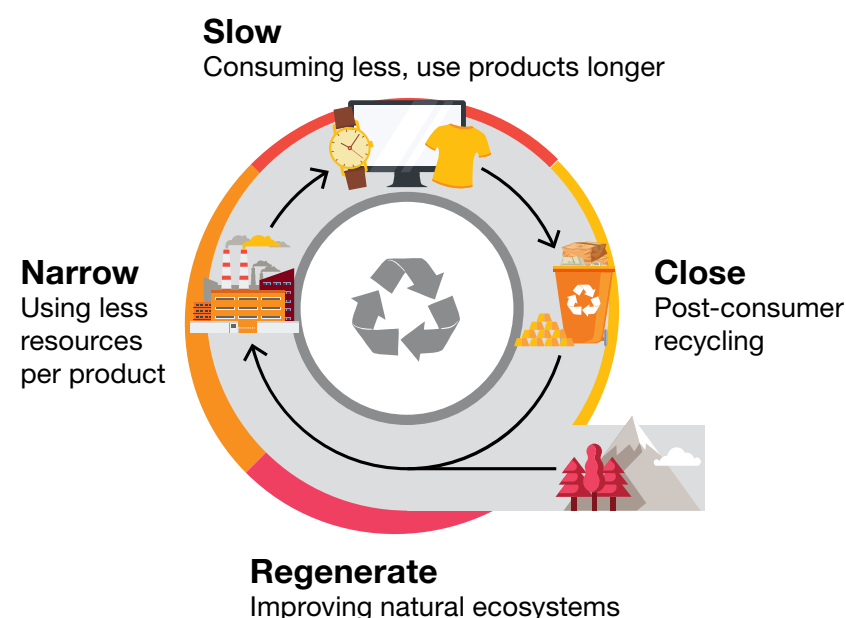 Slow
Consuming less, use products longer
Narrow
Using less
resources
per product
Close
Post-consumer
recycling
Regenerate
Improving natural ecosystems